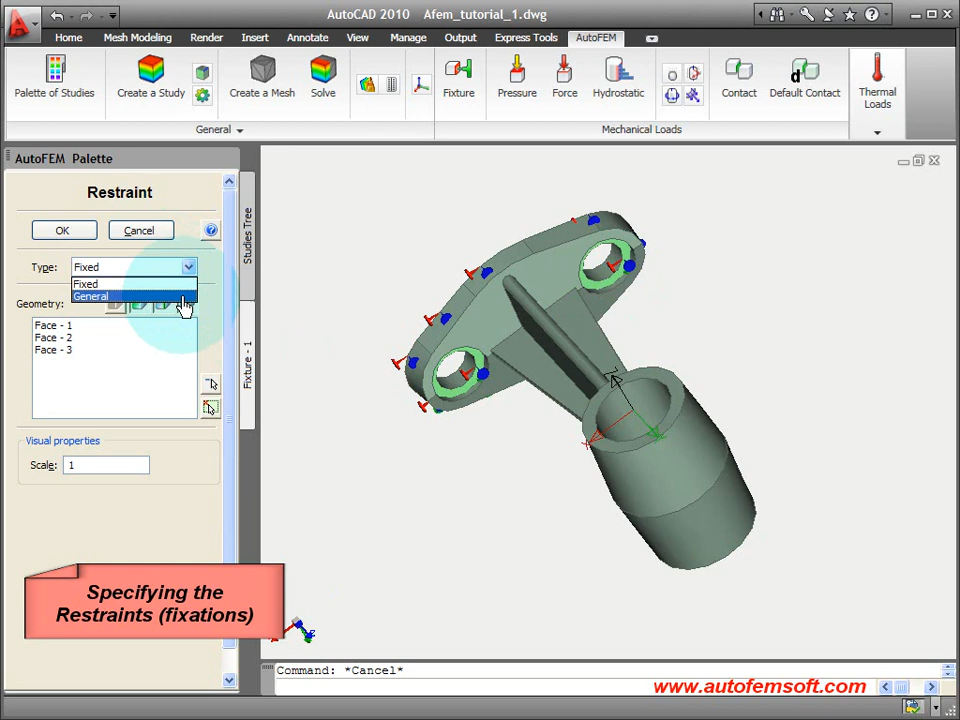 AutoCAD 2010 Afem_tutorial_1.dwg
Home Mesh Modeling Render Insert Annotate View Manage Output Express Tools AutoFEM
Palette of Studies Create a Study Create a Mesh Solve Fixture Pressure Force Hydrostatic Contact Default Contact Thermal
Loads
General Mechanical Loads
AutoFEM Palette
Restraint
OK Cancel
Studies Tree
Type: Fixed
Fixed
General
Geometry:
Face - 1
Face - 2
Face - 3
Fixture - 1
Visual properties
Scale: 1
Specifying the
Restraints (fixations)
Command: *Cancel*
www.autofemsoft.com